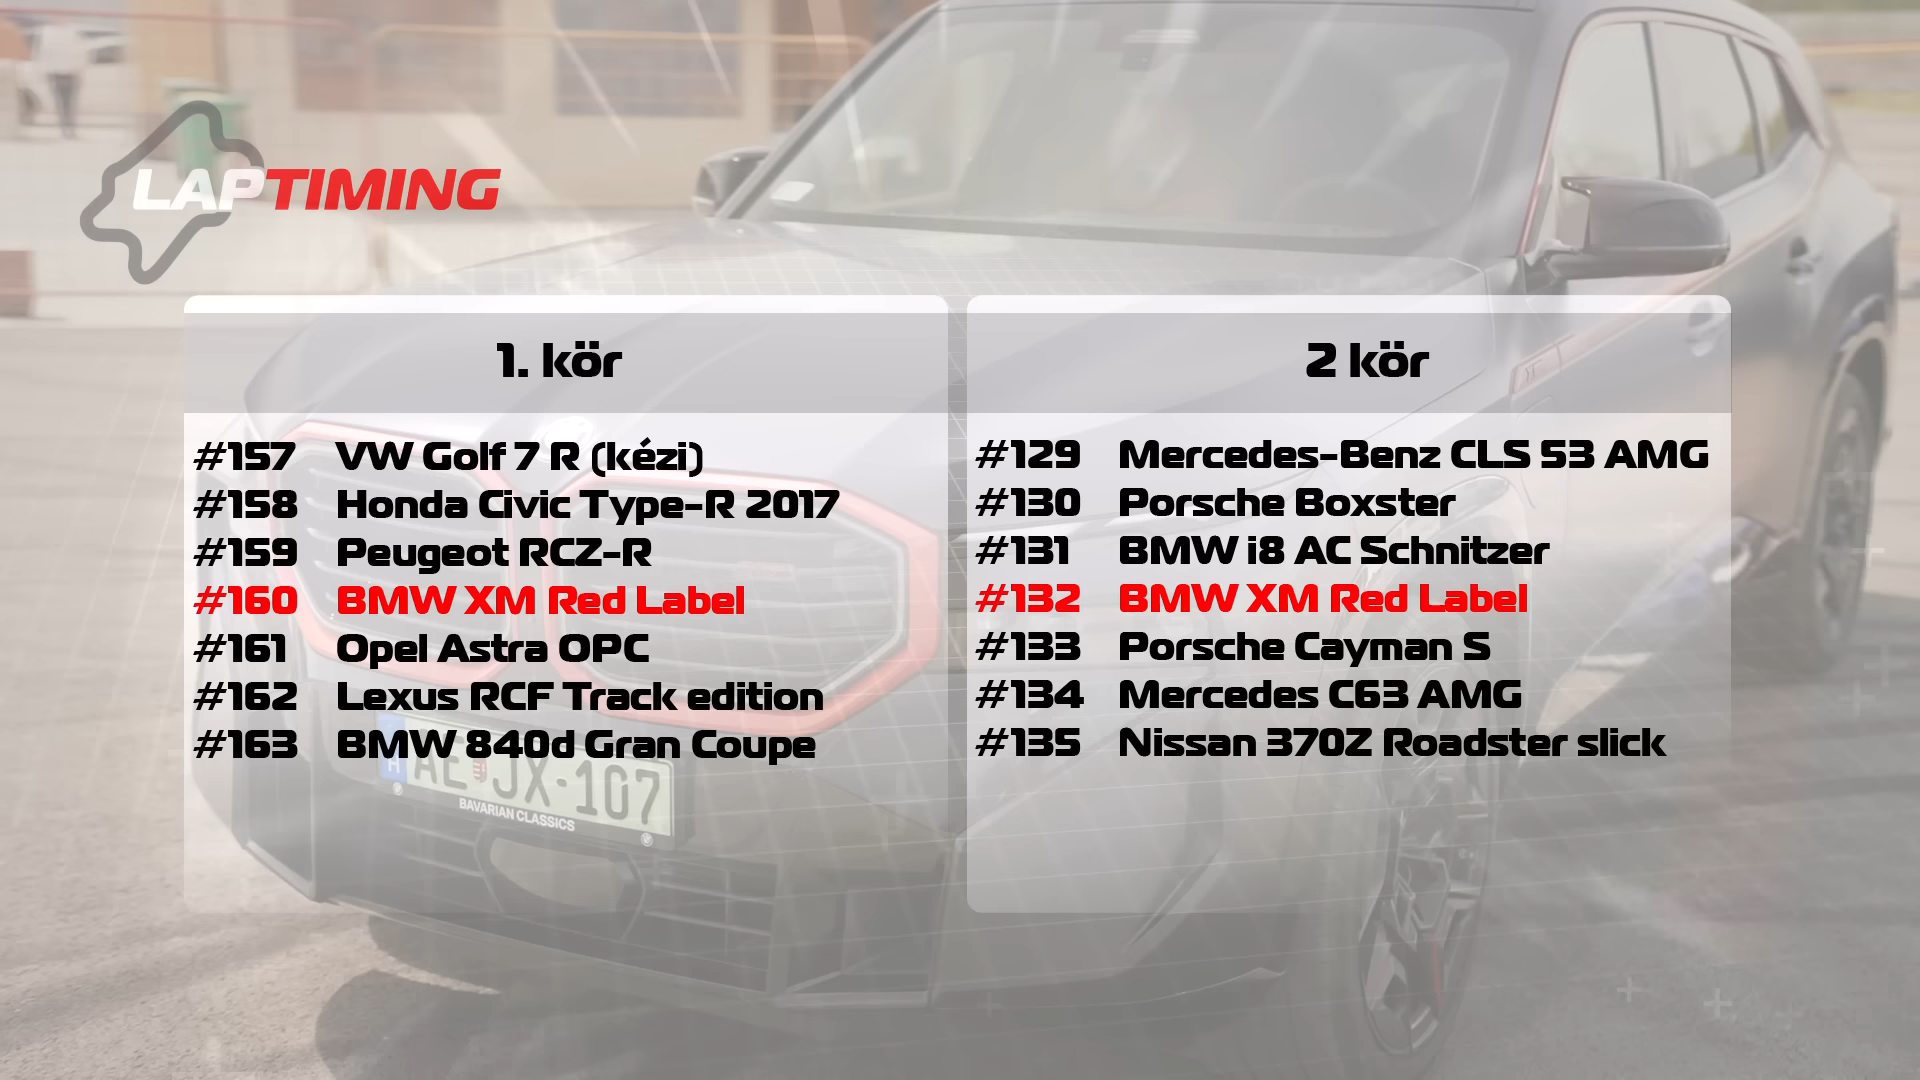 LAPTIMING
1. kör
#157 VW Golf 7 R (kézi)
#158 Honda Civic Type-R 2017
#159 Peugeot RCZ-R
#160 BMW XM Red Label
#161 Opel Astra OPC
#162 Lexus RCF Track edition
#163 BMW 840d Gran Coupe
2 kör
#129 Mercedes-Benz CLS 53 AMG
#130 Porsche Boxster
#131 BMW i8 AC Schnitzer
#132 BMW XM Red Label
#133 Porsche Cayman S
#134 Mercedes C63 AMG
#135 Nissan 370Z Roadster slick
H AE JX-107
BAVARIAN CLASSICS